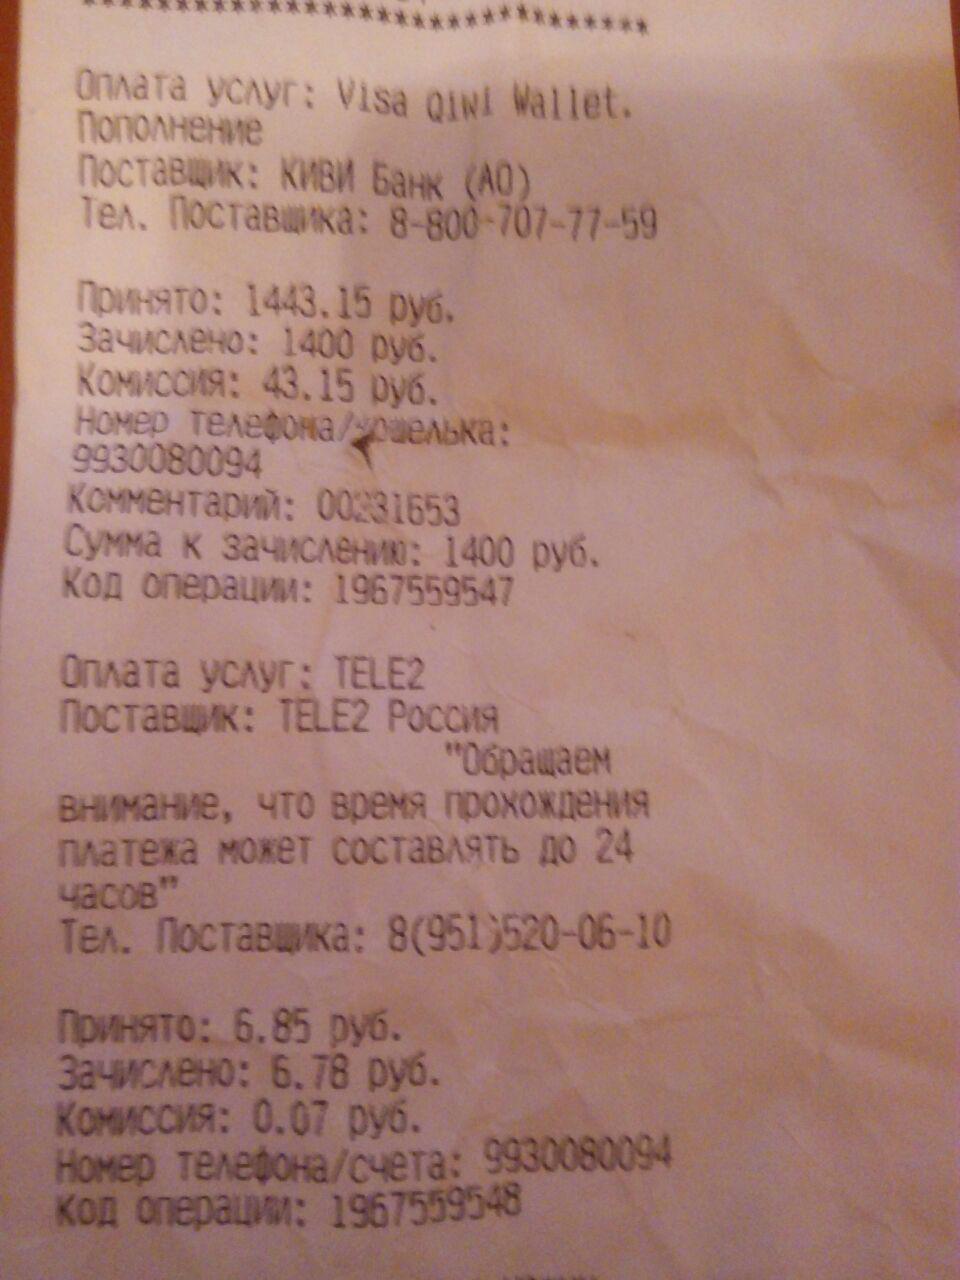 ***********************************
Оплата услуг: Visa QIWI Wallet.
Пополнение
Поставщик: КИВИ Банк (АО)
Тел. Поставщика: 8-800-707-77-59
Принято: 1443.15 руб.
Зачислено: 1400 руб.
Комиссия: 43.15 руб.
Номер телефона/кошелька:
9930080094
Комментарий: 00231653
Сумма к зачислению: 1400 руб.
Код операции: 1967559547
Оплата услуг: TELE2
Поставщик: TELE2 Россия
"Обращаем
внимание, что время прохождения
платежа может составлять до 24
часов"
Тел. Поставщика: 8(951)520-06-10
Принято: 6.85 руб.
Зачислено: 6.78 руб.
Комиссия: 0.07 руб.
Номер телефона/счета: 9930080094
Код операции: 1967559548